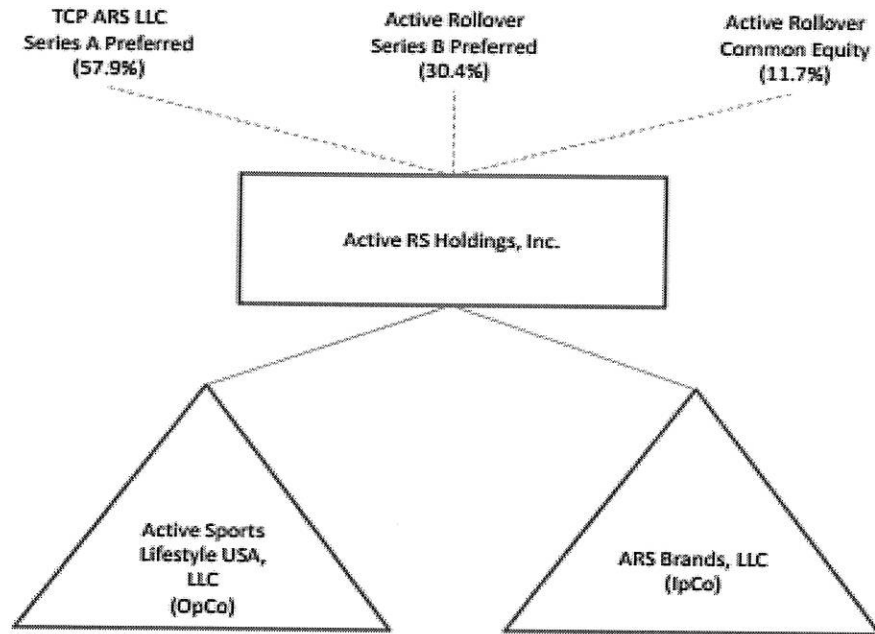 TCP ARS LLC
Series A Preferred
(57.9%)
Active Rollover
Series B Preferred
(30.4%)
Active Rollover
Common Equity
(11.7%)
Active RS Holdings, Inc.
Active Sports
Lifestyle USA,
LLC
(OpCo)
ARS Brands, LLC
(IpCo)